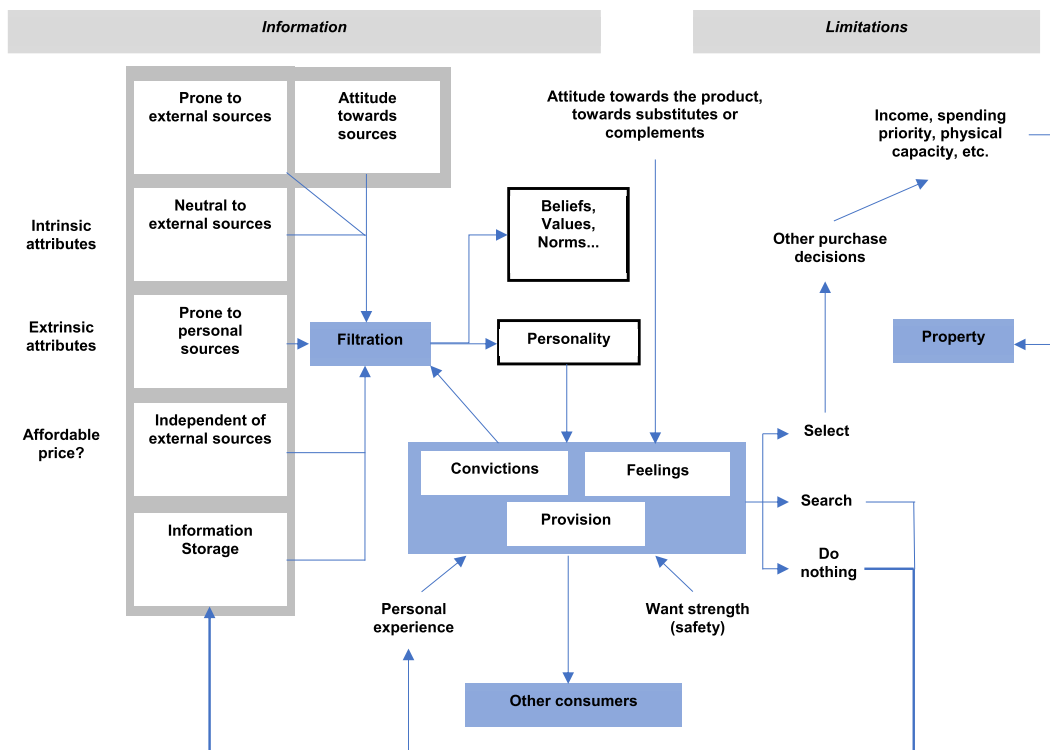 Information
Limitations
Prone to
external sources
Attitude
towards
sources
Attitude towards the product,
towards substitutes or
complements
Income, spending
priority, physical
capacity, etc.
Intrinsic
attributes
Neutral to
external sources
Beliefs,
Values,
Norms...
Other purchase
decisions
Extrinsic
attributes
Prone to
personal
sources
Filtration
Personality
Property
Affordable
price?
Independent of
external sources
Select
Convictions
Feelings
Search
Provision
Information
Storage
Do
nothing
Personal
experience
Want strength
(safety)
Other consumers